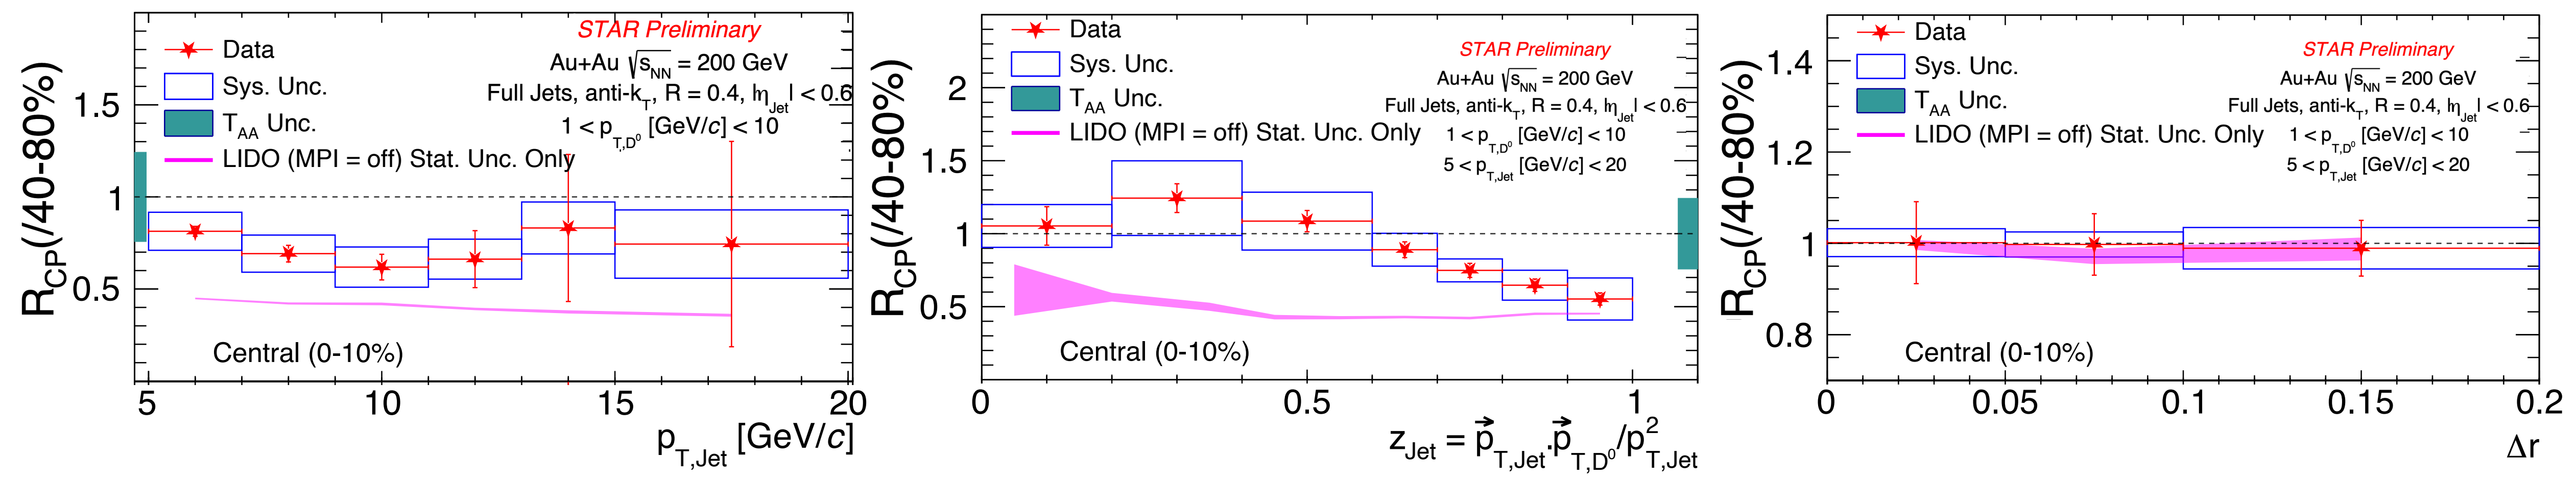 R_CP(/40-80%)
1.5
1
0.5
5
10
15
20
p_T,Jet [GeV/c]
Data
Sys. Unc.
T_AA Unc.
LIDO (MPI = off) Stat. Unc. Only
STAR Preliminary
Au+Au √s_NN = 200 GeV
Full Jets, anti-k_T, R = 0.4, |η_Jet| < 0.6
1 < p_T,D⁰ [GeV/c] < 10
Central (0-10%)
R_CP(/40-80%)
2
1.5
1
0.5
0
0.5
1
z_Jet = p⃗_T,Jet.p⃗_T,D⁰/p²_T,Jet
Data
Sys. Unc.
T_AA Unc.
LIDO (MPI = off) Stat. Unc. Only
STAR Preliminary
Au+Au √s_NN = 200 GeV
Full Jets, anti-k_T, R = 0.4, |η_Jet| < 0.6
1 < p_T,D⁰ [GeV/c] < 10
5 < p_T,Jet [GeV/c] < 20
Central (0-10%)
R_CP(/40-80%)
1.4
1.2
1
0.8
0
0.05
0.1
0.15
0.2
Δr
Data
Sys. Unc.
T_AA Unc.
LIDO (MPI = off) Stat. Unc. Only
STAR Preliminary
Au+Au √s_NN = 200 GeV
Full Jets, anti-k_T, R = 0.4, |η_Jet| < 0.6
1 < p_T,D⁰ [GeV/c] < 10
5 < p_T,Jet [GeV/c] < 20
Central (0-10%)